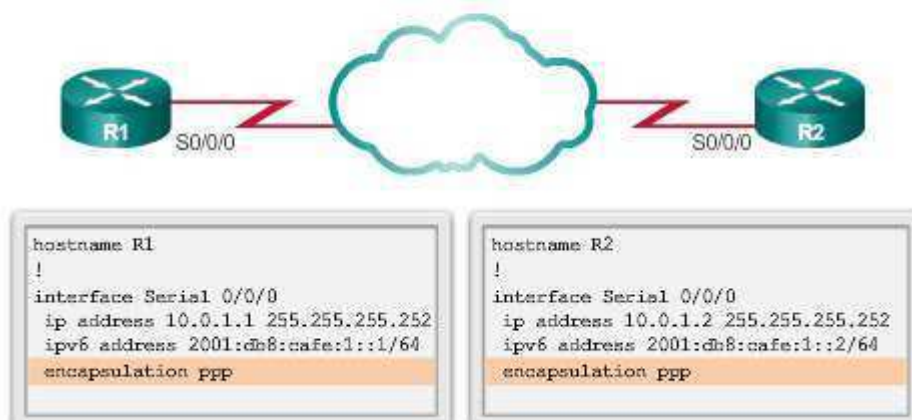 R1
S0/0/0
S0/0/0
R2
hostname R1
!
interface Serial 0/0/0
ip address 10.0.1.1 255.255.255.252
ipv6 address 2001:db8:cafe:1::1/64
encapsulation ppp
hostname R2
!
interface Serial 0/0/0
ip address 10.0.1.2 255.255.255.252
ipv6 address 2001:db8:cafe:1::2/64
encapsulation ppp